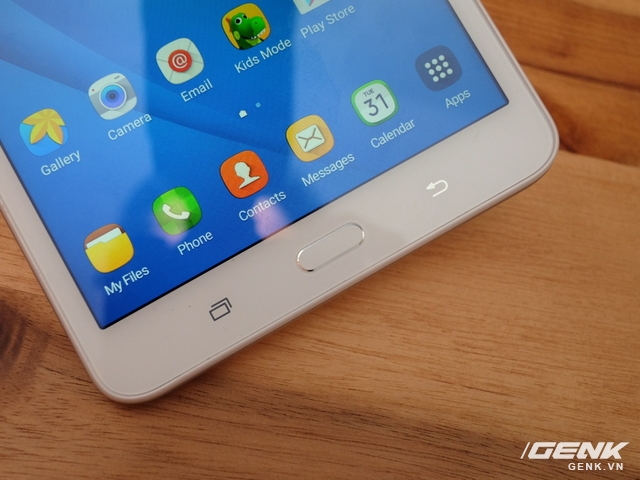 Gallery
Camera
Email
Kids Mode
Play Store
My Files
Phone
Contacts
Messages
TUE
31
Calendar
Apps
GENK
GENK.VN